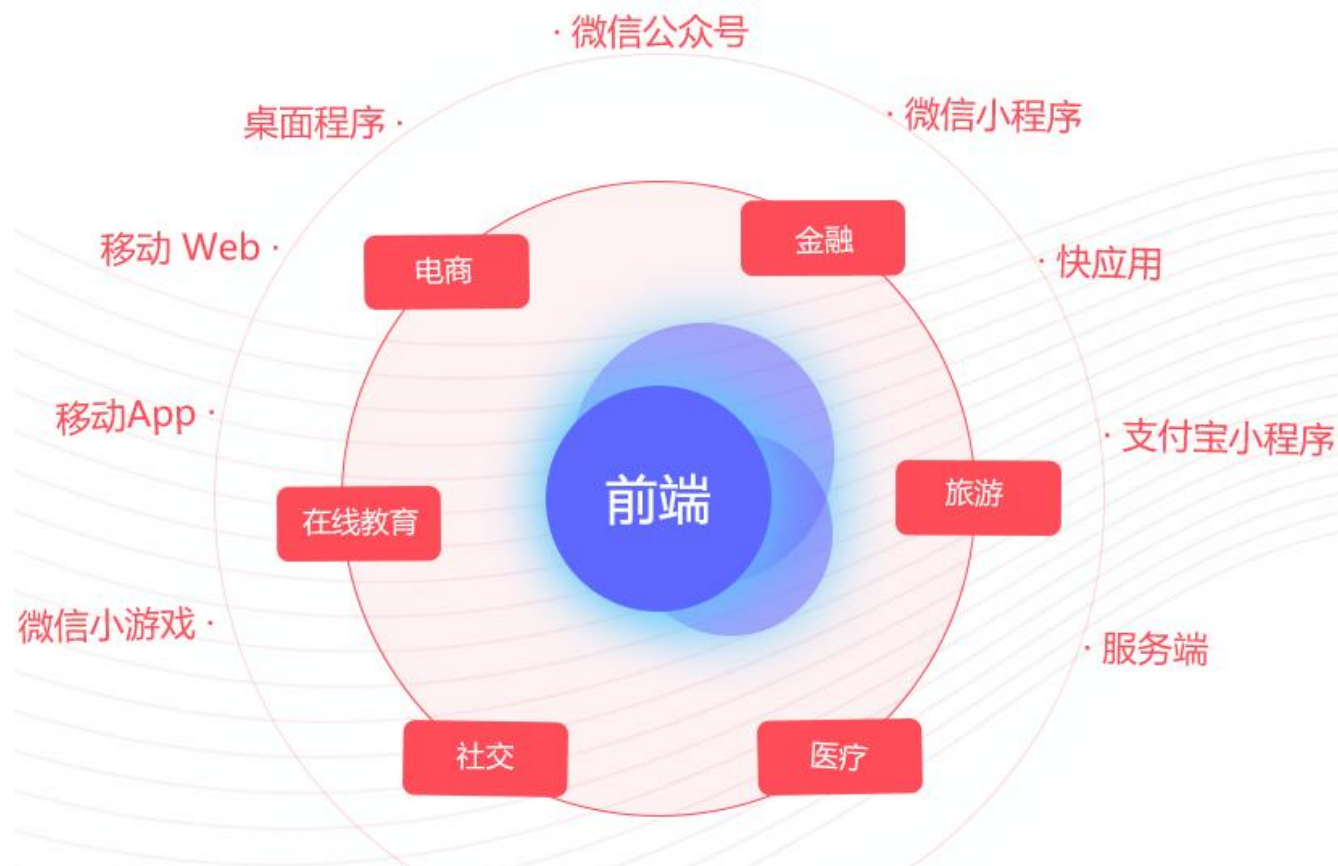 · 微信公众号
桌面程序 ·
· 微信小程序
移动 Web ·
· 快应用
电商
金融
移动App ·
· 支付宝小程序
前端
在线教育
旅游
微信小游戏 ·
· 服务端
社交
医疗